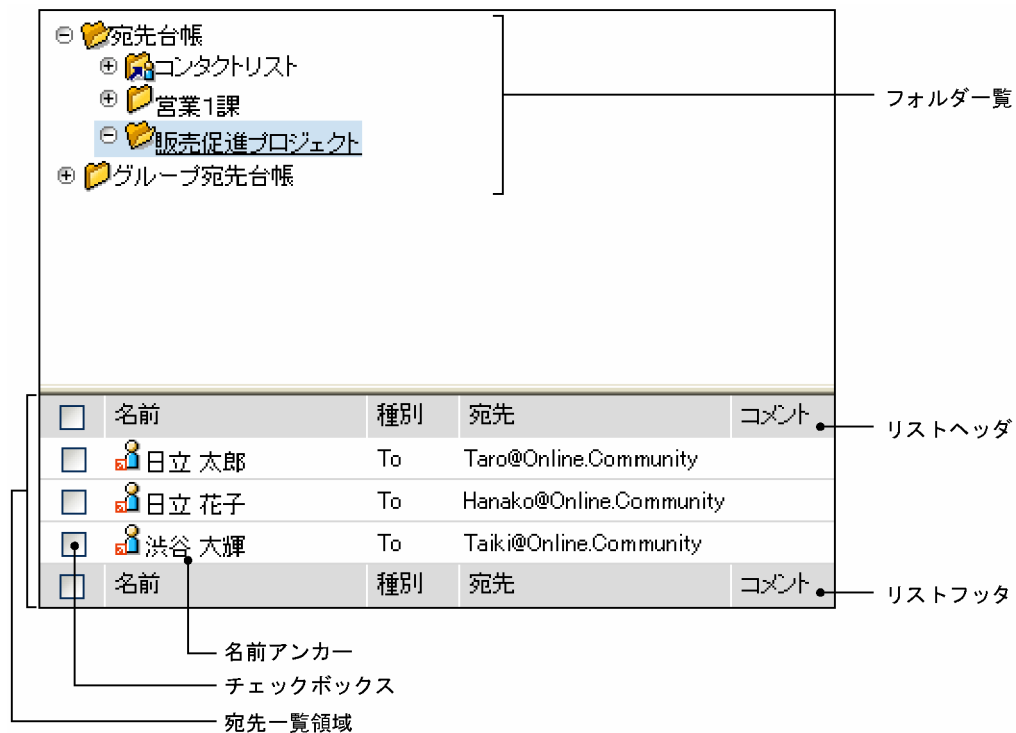 宛先台帳
コンタクトリスト
営業1課
販売促進プロジェクト
グループ宛先台帳
フォルダ一覧
名前 種別 宛先 コメント
リストヘッダ
日立 太郎 To Taro@Online.Community
日立 花子 To Hanako@Online.Community
渋谷 大輝 To Taiki@Online.Community
名前 種別 宛先 コメント
リストフッタ
名前アンカー
チェックボックス
宛先一覧領域